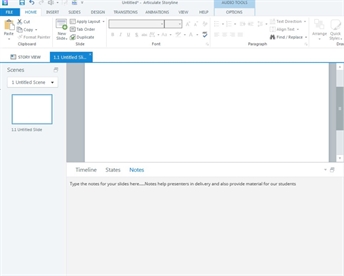 Untitled* - Articulate Storyline
AUDIO TOOLS
FILE HOME INSERT SLIDES DESIGN TRANSITIONS ANIMATIONS VIEW HELP OPTIONS
Paste
Cut
Copy
Format Painter
Clipboard
New Slide
Apply Layout
Tab Order
Duplicate
Slide
Font
Paragraph
Text Direction
Align Text
Find / Replace
Arrange
Quick Styles
STORY VIEW
1.1 Untitled Sli...
Scenes
1 Untitled Scene
1.1 Untitled Slide
Timeline States Notes
Type the notes for your slides here.....Notes help presenters in delivery and also provide material for our students